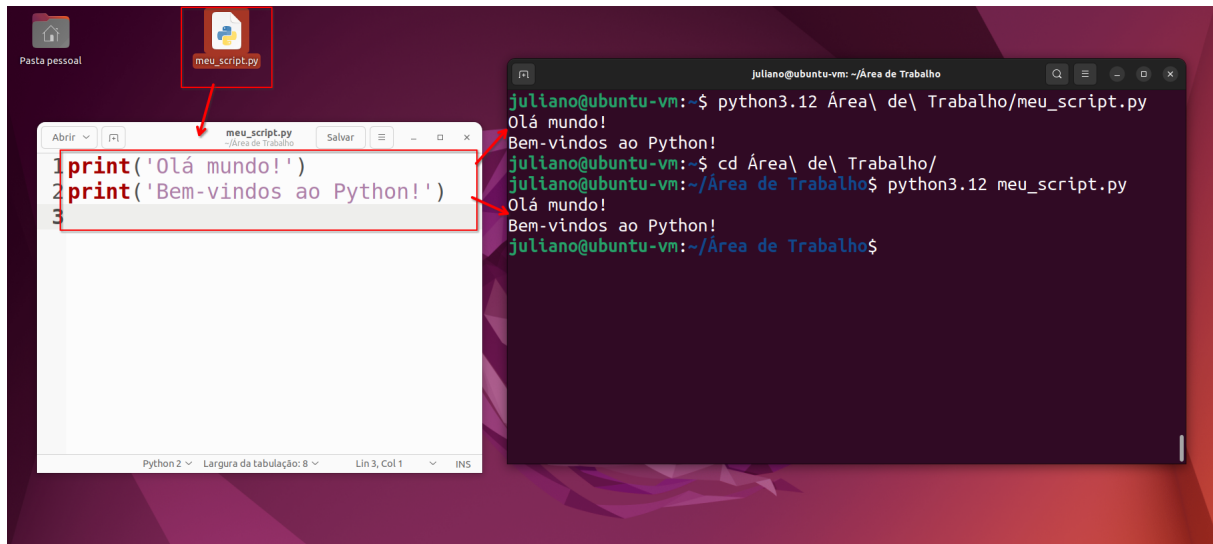 Pasta pessoal
meu_script.py
Abrir
meu_script.py
~/Área de Trabalho
Salvar
1 print('Olá mundo!')
2 print('Bem-vindos ao Python!')
3
Python 2 Largura da tabulação: 8 Lin 3, Col 1 INS
juliano@ubuntu-vm: ~/Área de Trabalho
juliano@ubuntu-vm:~$ python3.12 Área\ de\ Trabalho/meu_script.py
Olá mundo!
Bem-vindos ao Python!
juliano@ubuntu-vm:~$ cd Área\ de\ Trabalho/
juliano@ubuntu-vm:~/Área de Trabalho$ python3.12 meu_script.py
Olá mundo!
Bem-vindos ao Python!
juliano@ubuntu-vm:~/Área de Trabalho$